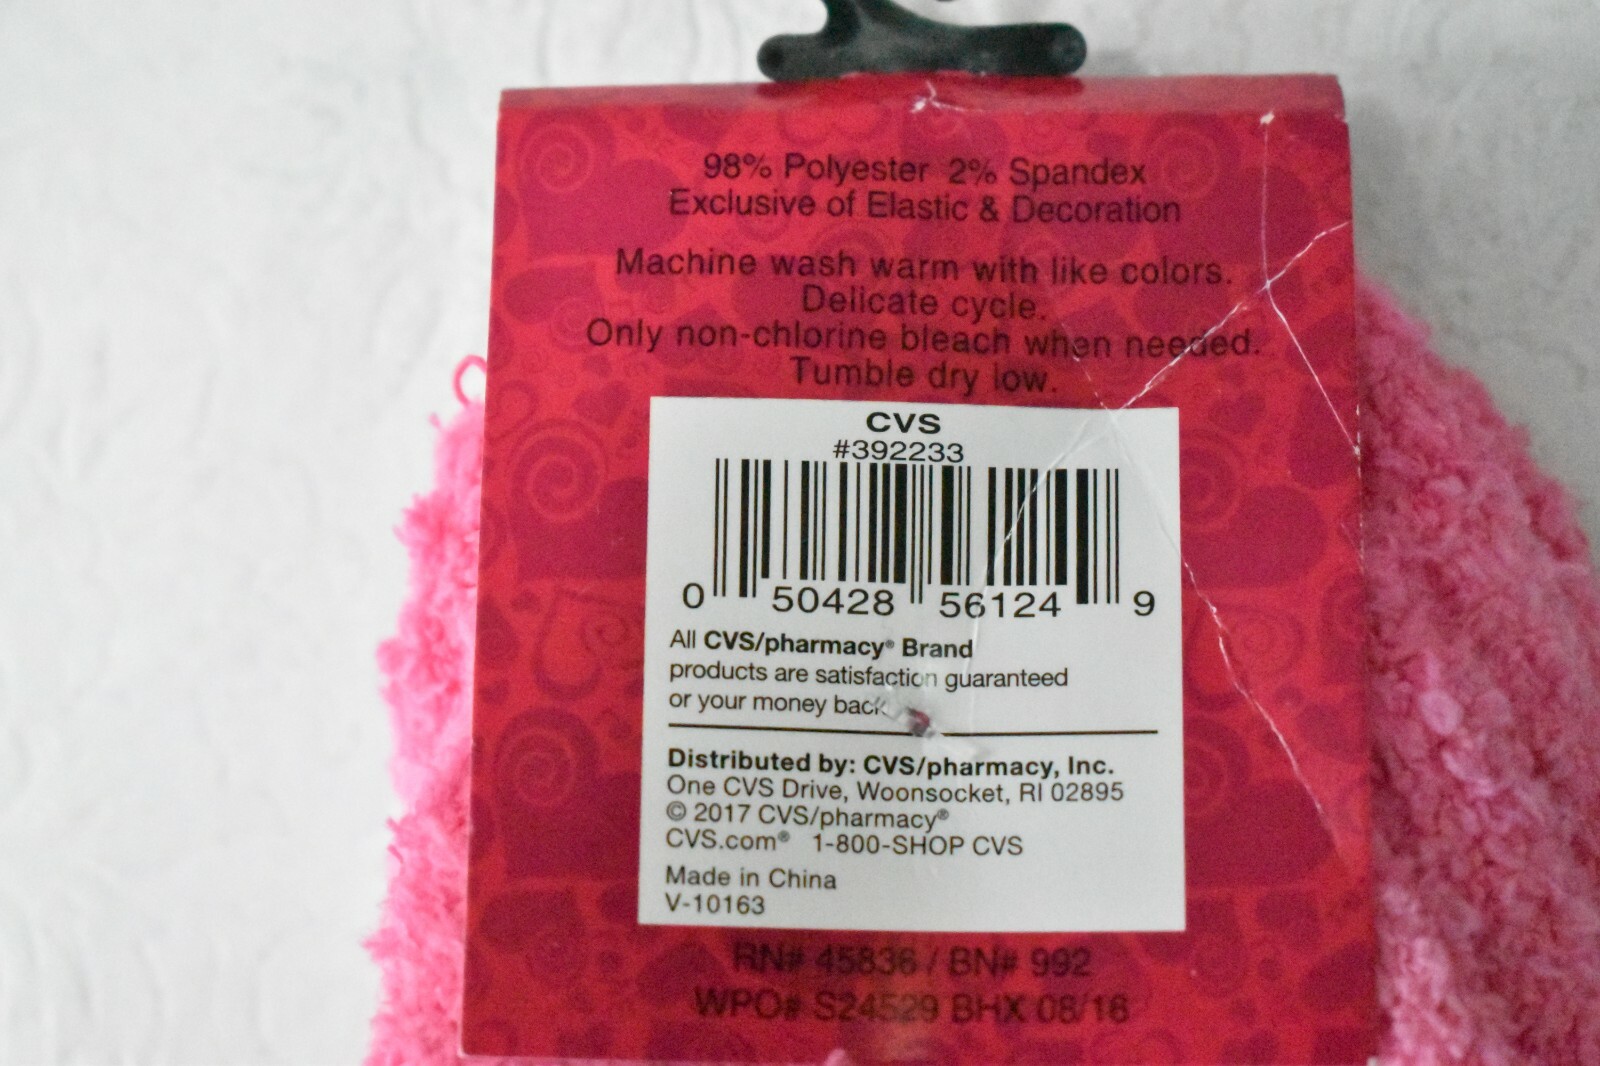 98% Polyester 2% Spandex
Exclusive of Elastic & Decoration
Machine wash warm with like colors.
Delicate cycle.
Only non-chlorine bleach when needed.
Tumble dry low.
CVS
#392233
0 50428 56124 9
All CVS/pharmacy® Brand
products are satisfaction guaranteed
or your money back
Distributed by: CVS/pharmacy, Inc.
One CVS Drive, Woonsocket, RI 02895
© 2017 CVS/pharmacy®
CVS.com® 1-800-SHOP CVS
Made in China
V-10163
RN# 45836 / BN# 992
WPO# S24529 BHX 08/16